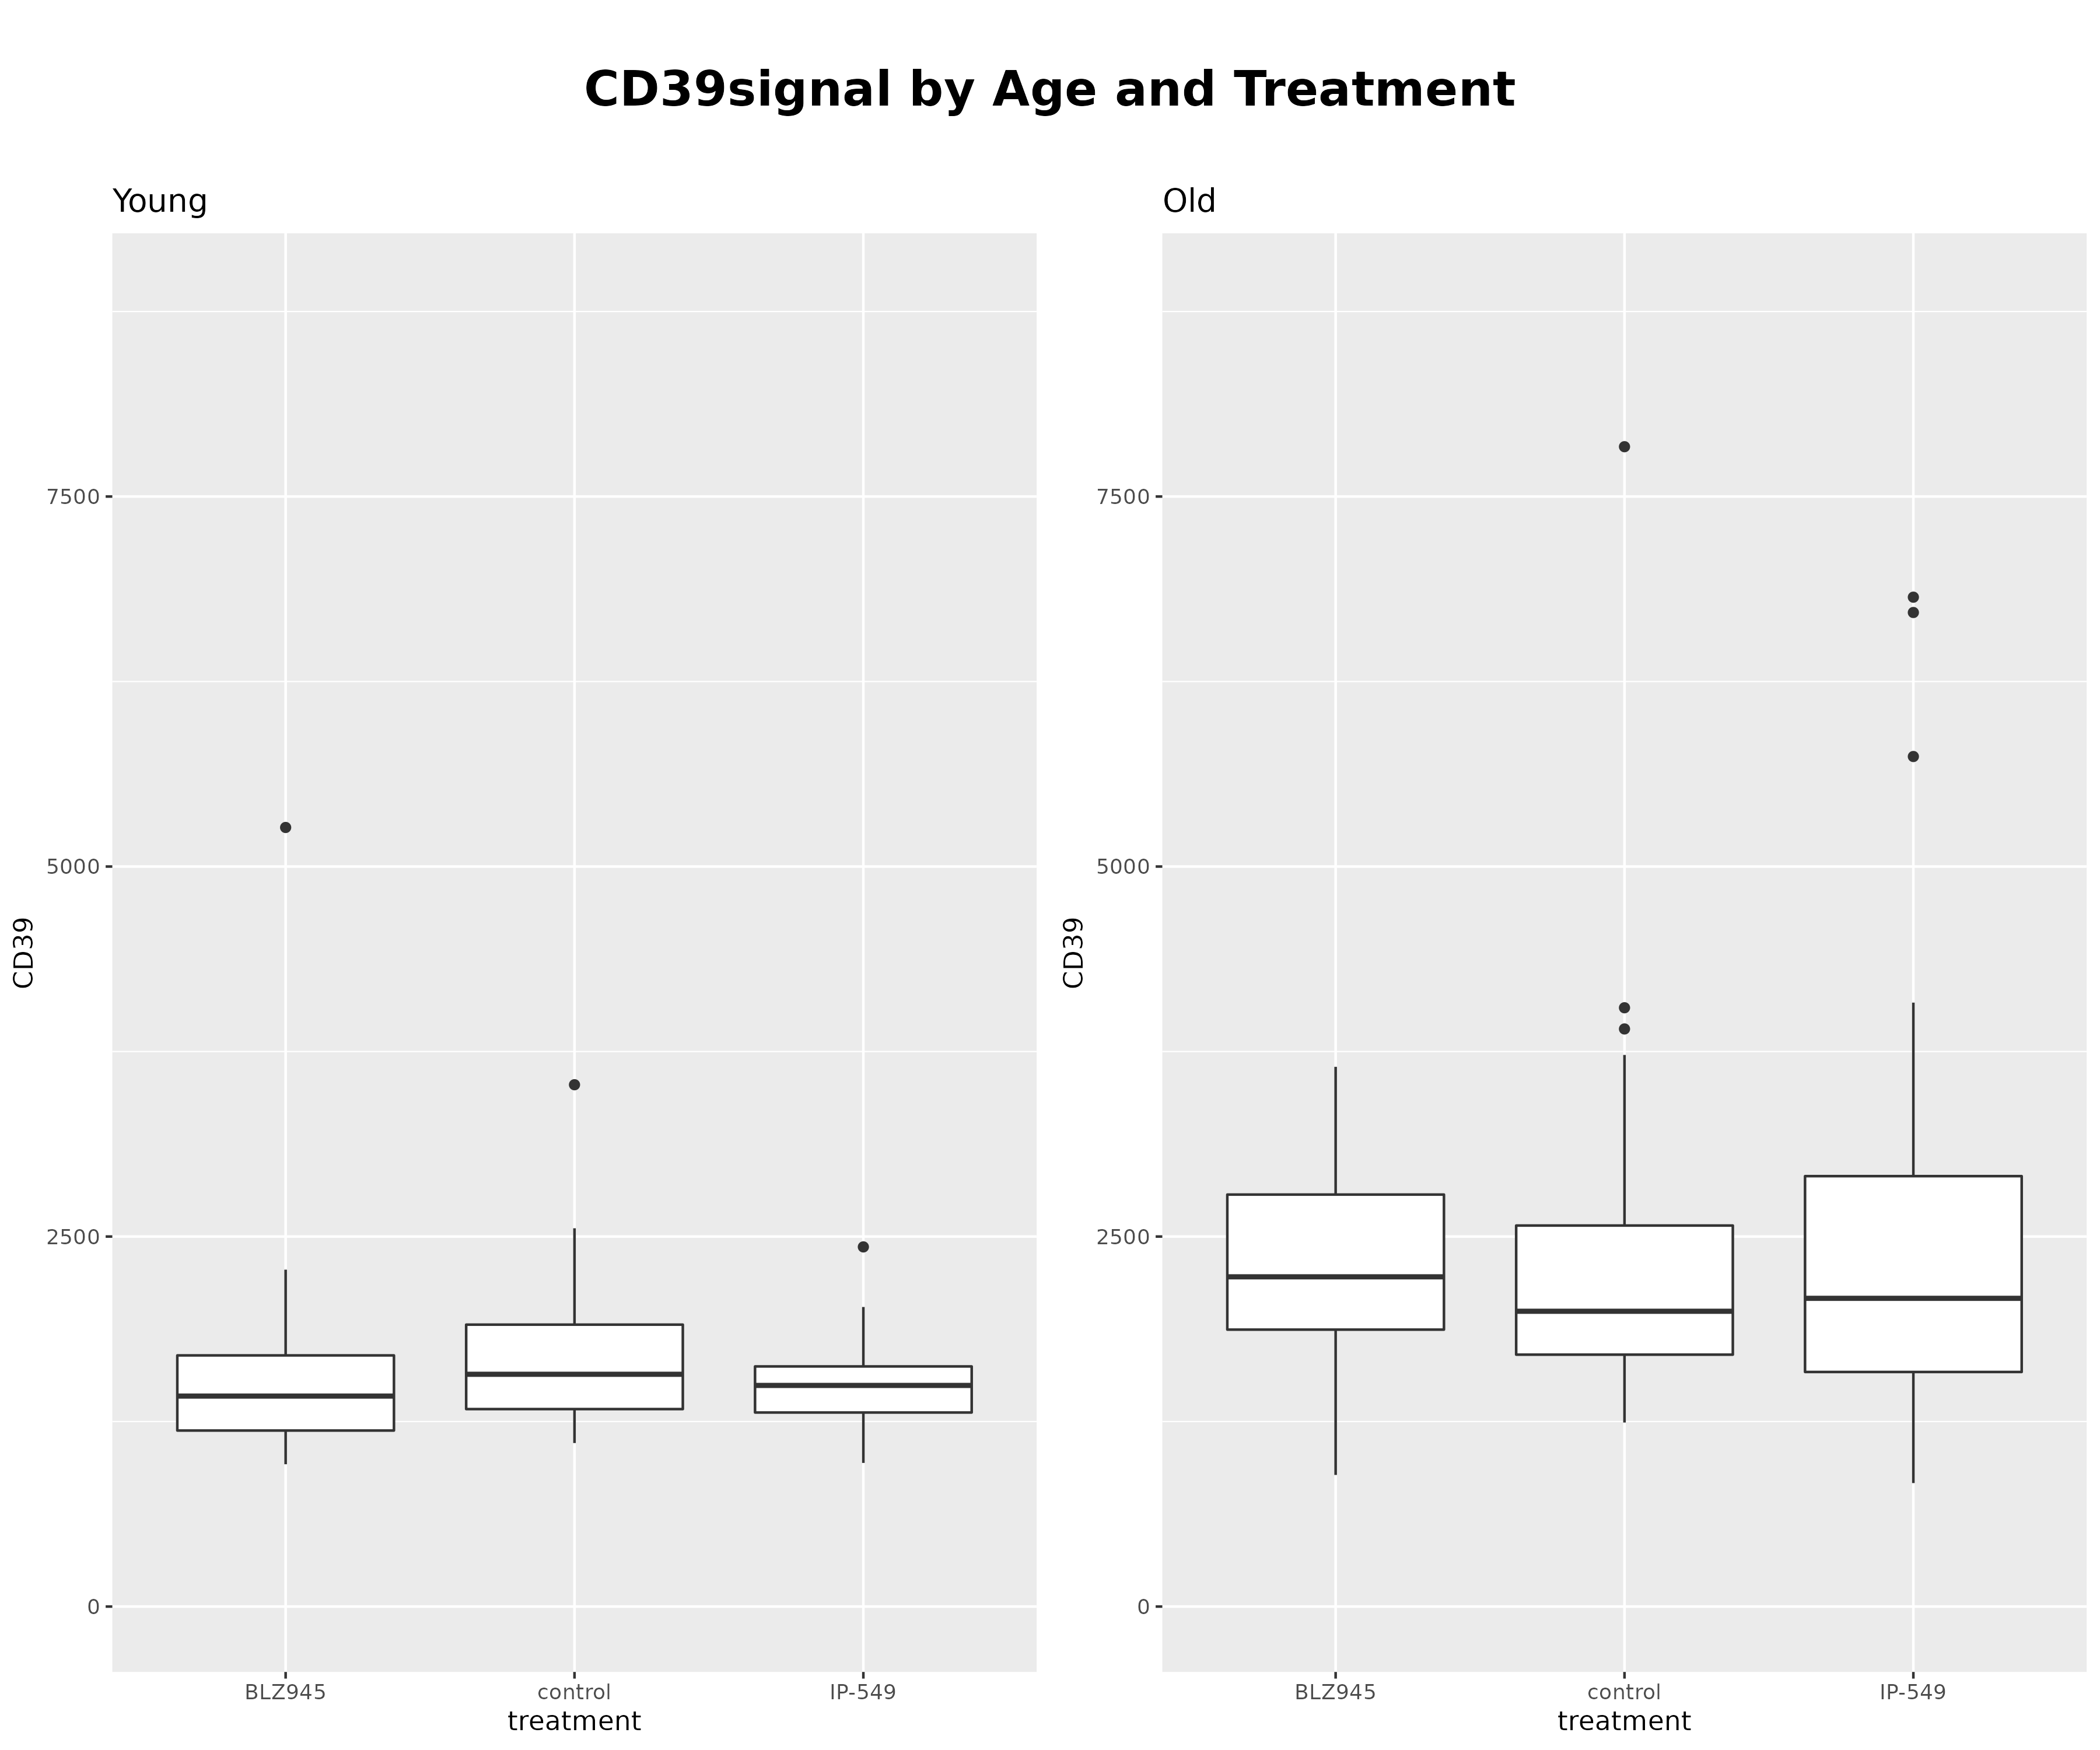 CD39signal by Age and Treatment
Young
7500
5000
2500
0
CD39
BLZ945 control IP-549
treatment
Old
7500
5000
2500
0
CD39
BLZ945 control IP-549
treatment